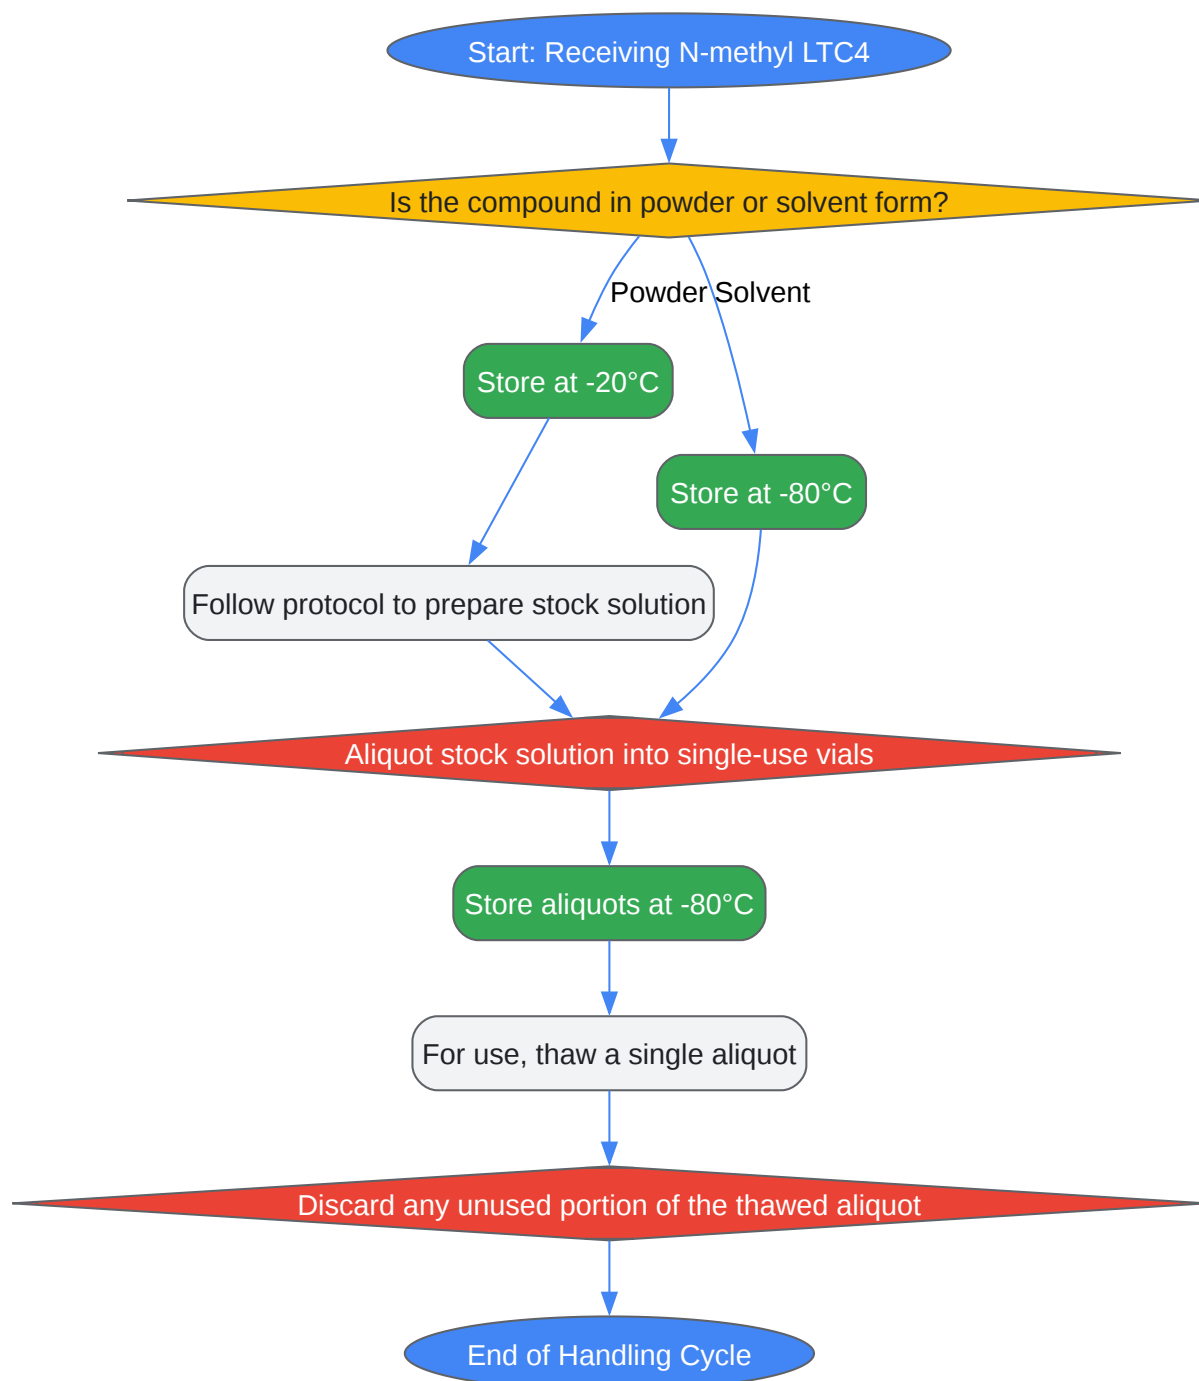 Start: Receiving N-methyl LTC4
Is the compound in powder or solvent form?
Powder
Solvent
Store at -20°C
Store at -80°C
Follow protocol to prepare stock solution
Aliquot stock solution into single-use vials
Store aliquots at -80°C
For use, thaw a single aliquot
Discard any unused portion of the thawed aliquot
End of Handling Cycle